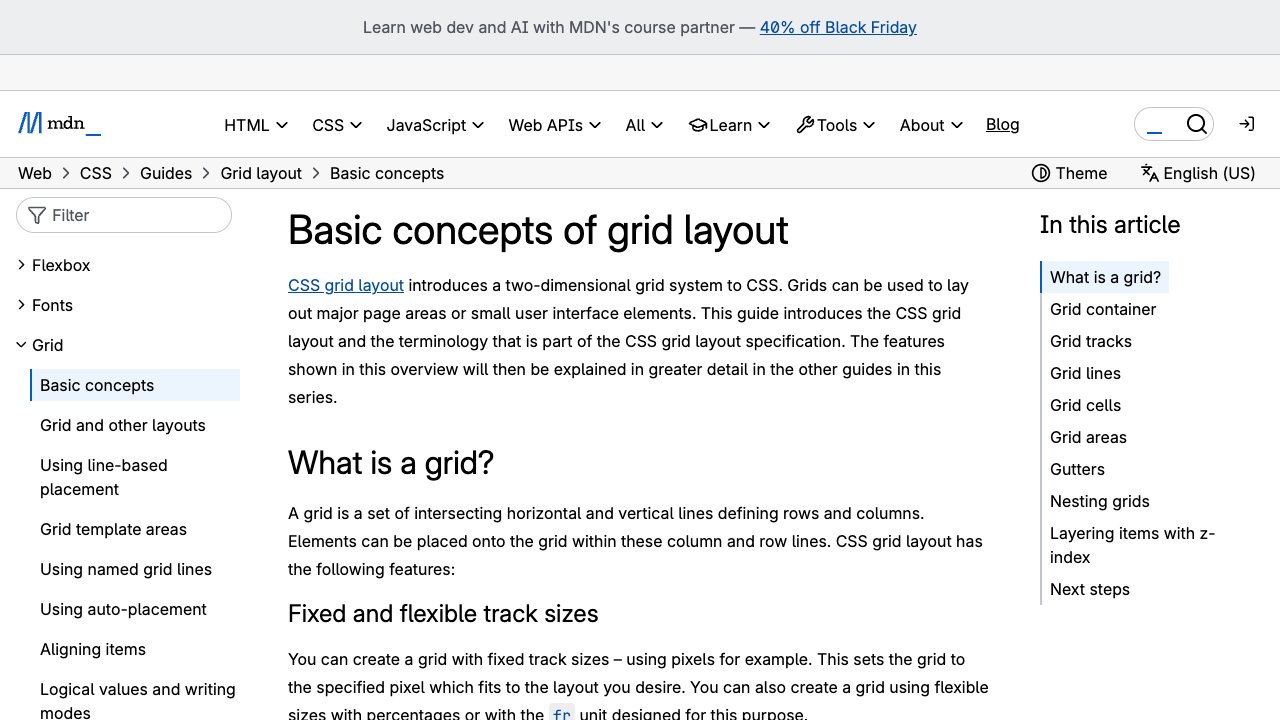 Learn web dev and AI with MDN's course partner — 40% off Black Friday
mdn_
HTML CSS JavaScript Web APIs All Learn Tools About Blog
Web > CSS > Guides > Grid layout > Basic concepts
Theme English (US)
Filter
Flexbox
Fonts
Grid
Basic concepts
Grid and other layouts
Using line-based
placement
Grid template areas
Using named grid lines
Using auto-placement
Aligning items
Logical values and writing
modes
Basic concepts of grid layout
CSS grid layout introduces a two-dimensional grid system to CSS. Grids can be used to lay
out major page areas or small user interface elements. This guide introduces the CSS grid
layout and the terminology that is part of the CSS grid layout specification. The features
shown in this overview will then be explained in greater detail in the other guides in this
series.
What is a grid?
A grid is a set of intersecting horizontal and vertical lines defining rows and columns.
Elements can be placed onto the grid within these column and row lines. CSS grid layout has
the following features:
Fixed and flexible track sizes
You can create a grid with fixed track sizes – using pixels for example. This sets the grid to
the specified pixel which fits to the layout you desire. You can also create a grid using flexible
sizes with percentages or with the fr unit designed for this purpose.
In this article
What is a grid?
Grid container
Grid tracks
Grid lines
Grid cells
Grid areas
Gutters
Nesting grids
Layering items with z-
index
Next steps